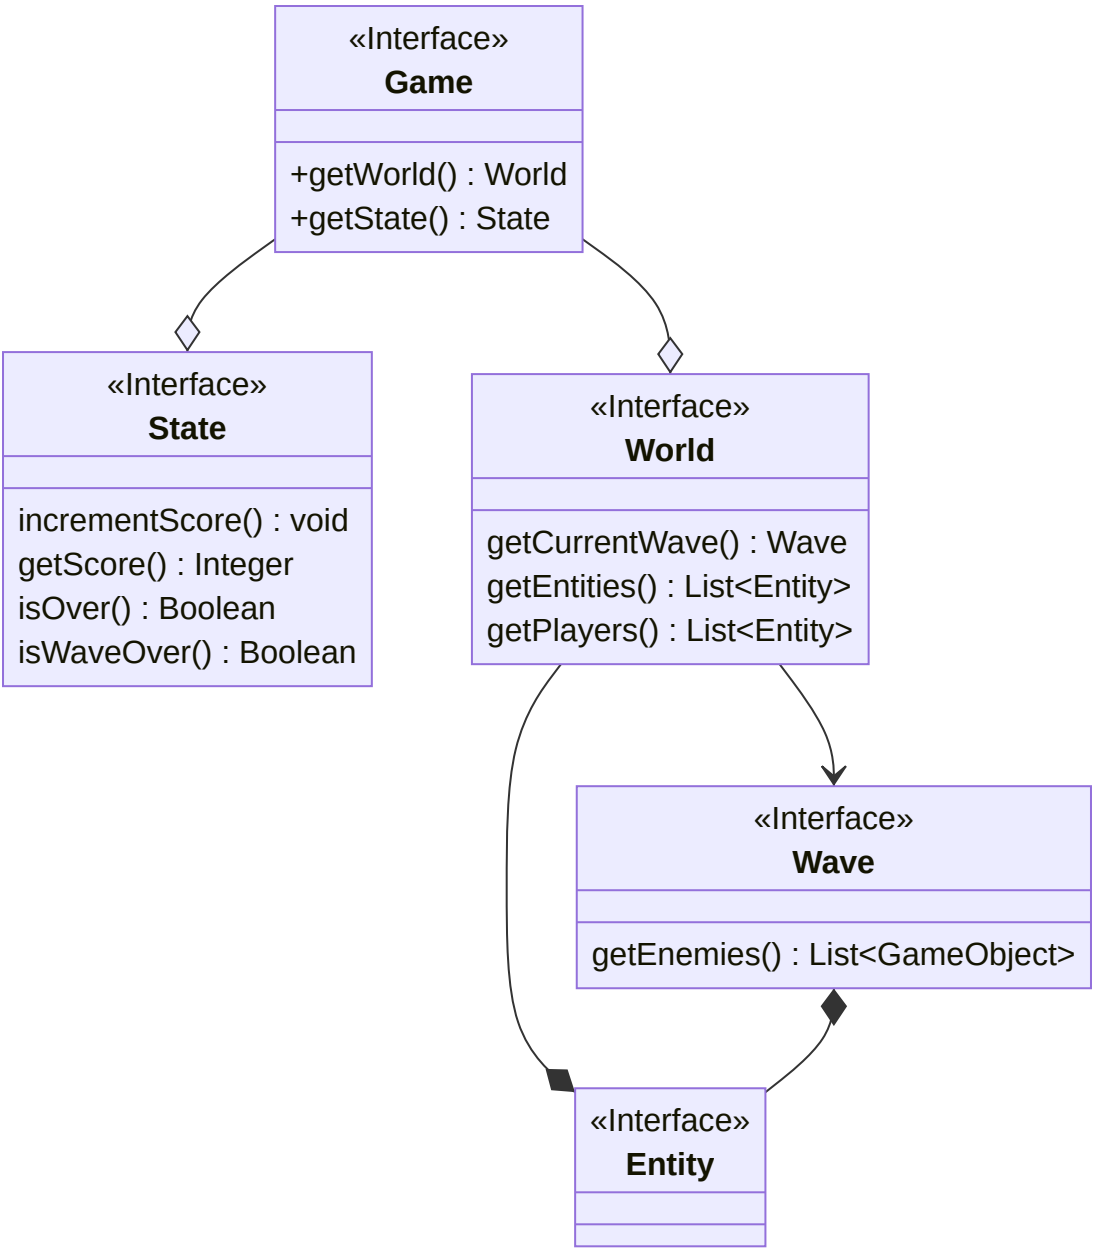 «Interface»
Game
+getWorld() : World
+getState() : State
«Interface»
State
incrementScore() : void
getScore() : Integer
isOver() : Boolean
isWaveOver() : Boolean
«Interface»
World
getCurrentWave() : Wave
getEntities() : List<Entity>
getPlayers() : List<Entity>
«Interface»
Wave
getEnemies() : List<GameObject>
«Interface»
Entity